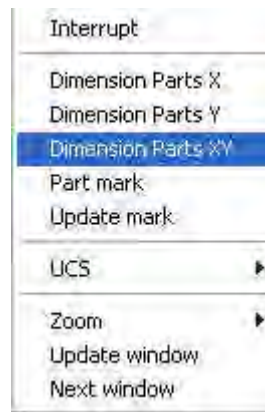 Interrupt
Dimension Parts X
Dimension Parts Y
Dimension Parts XY
Part mark
Update mark
UCS
Zoom
Update window
Next window